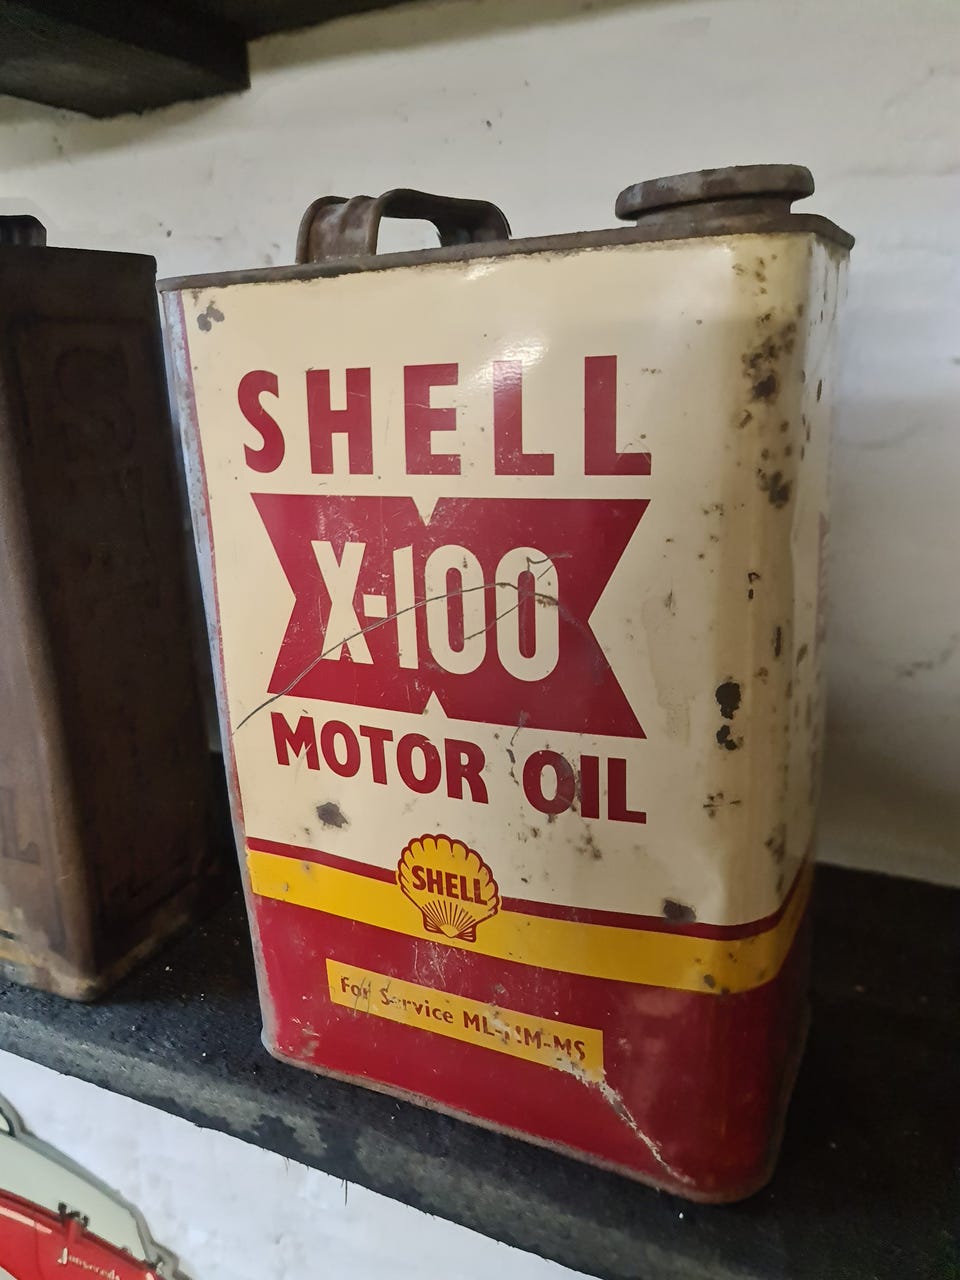 SHELL
X-100
MOTOR OIL
SHELL
For Service ML-MM-MS